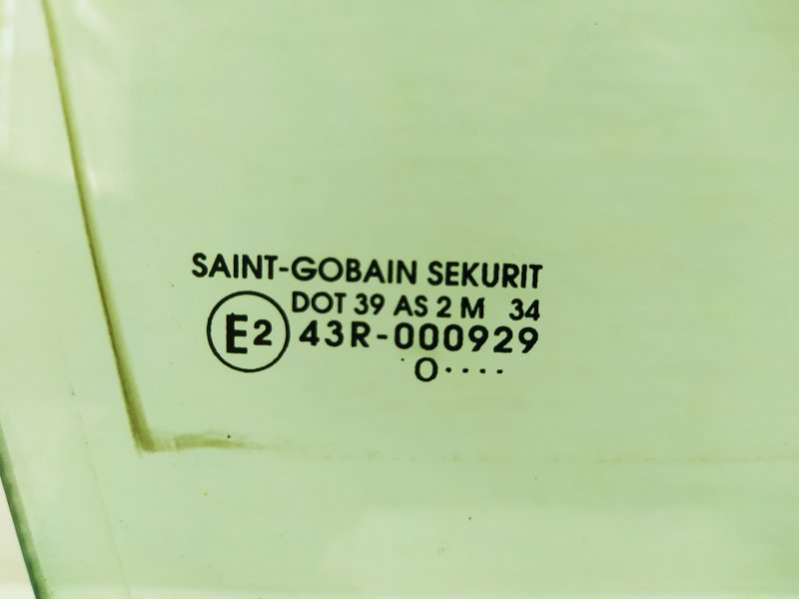 SAINT-GOBAIN SEKURIT
DOT 39 AS 2 M 34
E2 43R-000929
O....